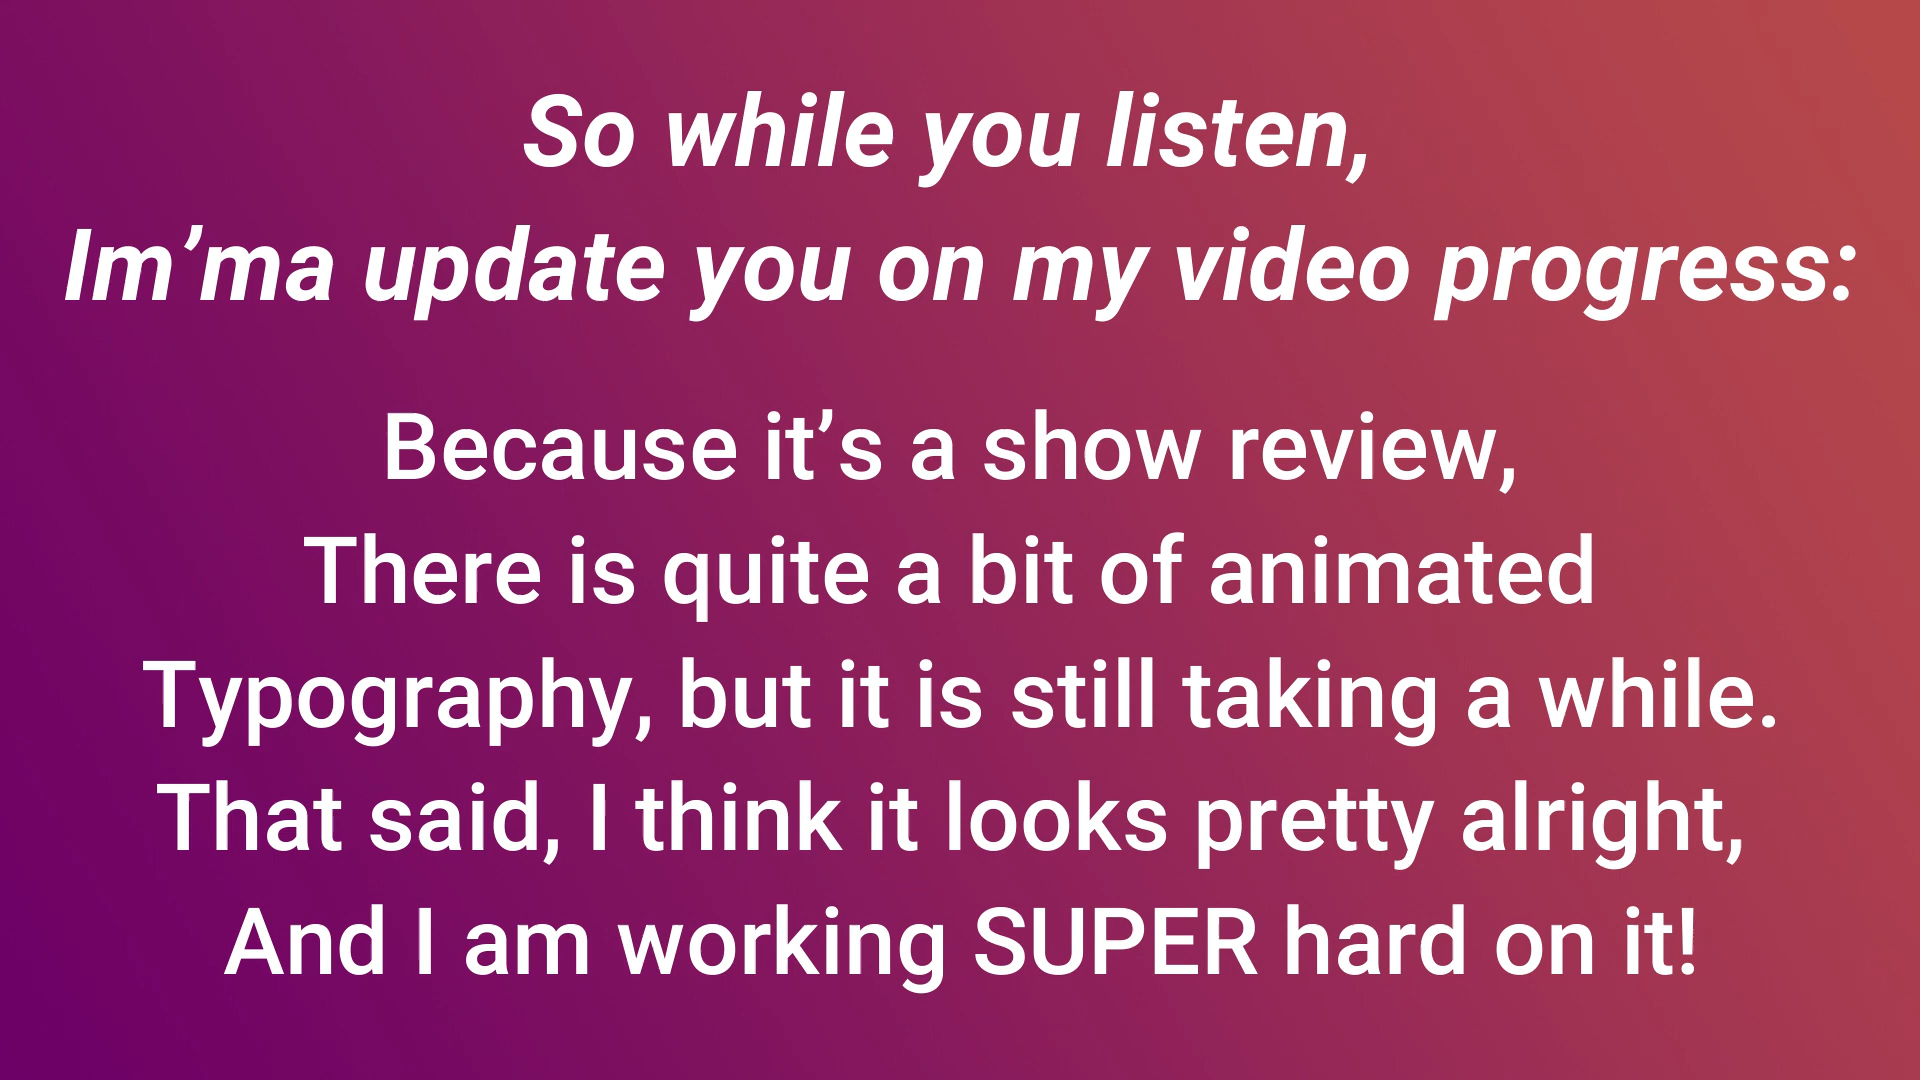 So while you listen,
Im’ma update you on my video progress:
Because it’s a show review,
There is quite a bit of animated
Typography, but it is still taking a while.
That said, I think it looks pretty alright,
And I am working SUPER hard on it!